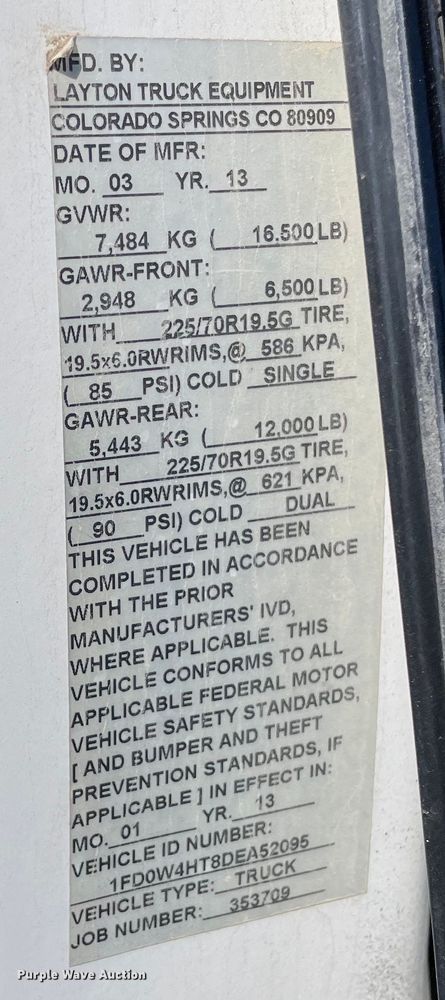 MFD. BY:
LAYTON TRUCK EQUIPMENT
COLORADO SPRINGS CO 80909
DATE OF MFR:
MO. 03 YR. 13
GVWR:
7,484 KG ( 16.500 LB)
GAWR-FRONT:
2,948 KG ( 6,500 LB)
WITH 225/70R19.5G TIRE,
19.5x6.0RWRIMS,@ 586 KPA,
( 85 PSI) COLD SINGLE
GAWR-REAR:
5,443 KG ( 12,000 LB)
WITH 225/70R19.5G TIRE,
19.5x6.0RWRIMS,@ 621 KPA,
( 90 PSI) COLD DUAL
THIS VEHICLE HAS BEEN
COMPLETED IN ACCORDANCE
WITH THE PRIOR
MANUFACTURERS' IVD,
WHERE APPLICABLE. THIS
VEHICLE CONFORMS TO ALL
APPLICABLE FEDERAL MOTOR
VEHICLE SAFETY STANDARDS,
[ AND BUMPER AND THEFT
PREVENTION STANDARDS, IF
APPLICABLE ] IN EFFECT IN:
MO. 01 YR. 13
VEHICLE ID NUMBER:
1FD0W4HT8DEA52095
VEHICLE TYPE: TRUCK
JOB NUMBER: 353709
Purple Wave Auction